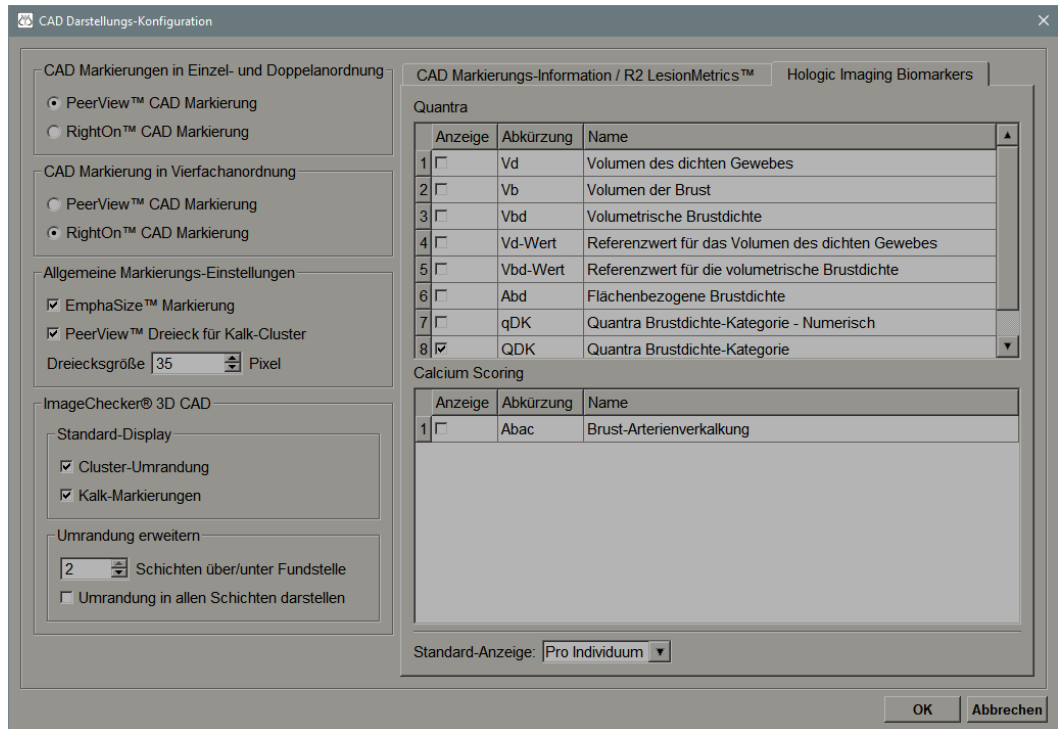 CAD Darstellungs-Konfiguration
CAD Markierungen in Einzel- und Doppelanordnung
PeerView™ CAD Markierung
RightOn™ CAD Markierung
CAD Markierung in Vierfachanordnung
PeerView™ CAD Markierung
RightOn™ CAD Markierung
Allgemeine Markierungs-Einstellungen
EmphaSize™ Markierung
PeerView™ Dreieck für Kalk-Cluster
Dreiecksgröße 35 Pixel
ImageChecker® 3D CAD
Standard-Display
Cluster-Umrandung
Kalk-Markierungen
Umrandung erweitern
2 Schichten über/unter Fundstelle
Umrandung in allen Schichten darstellen
CAD Markierungs-Information / R2 LesionMetrics™ Hologic Imaging Biomarkers
Quantra
Anzeige Abkürzung Name
1 Vd Volumen des dichten Gewebes
2 Vb Volumen der Brust
3 Vbd Volumetrische Brustdichte
4 Vd-Wert Referenzwert für das Volumen des dichten Gewebes
5 Vbd-Wert Referenzwert für die volumetrische Brustdichte
6 Abd Flächenbezogene Brustdichte
7 qDK Quantra Brustdichte-Kategorie - Numerisch
8 QDK Quantra Brustdichte-Kategorie
Calcium Scoring
Anzeige Abkürzung Name
1 Abac Brust-Arterienverkalkung
Standard-Anzeige: Pro Individuum
OK Abbrechen